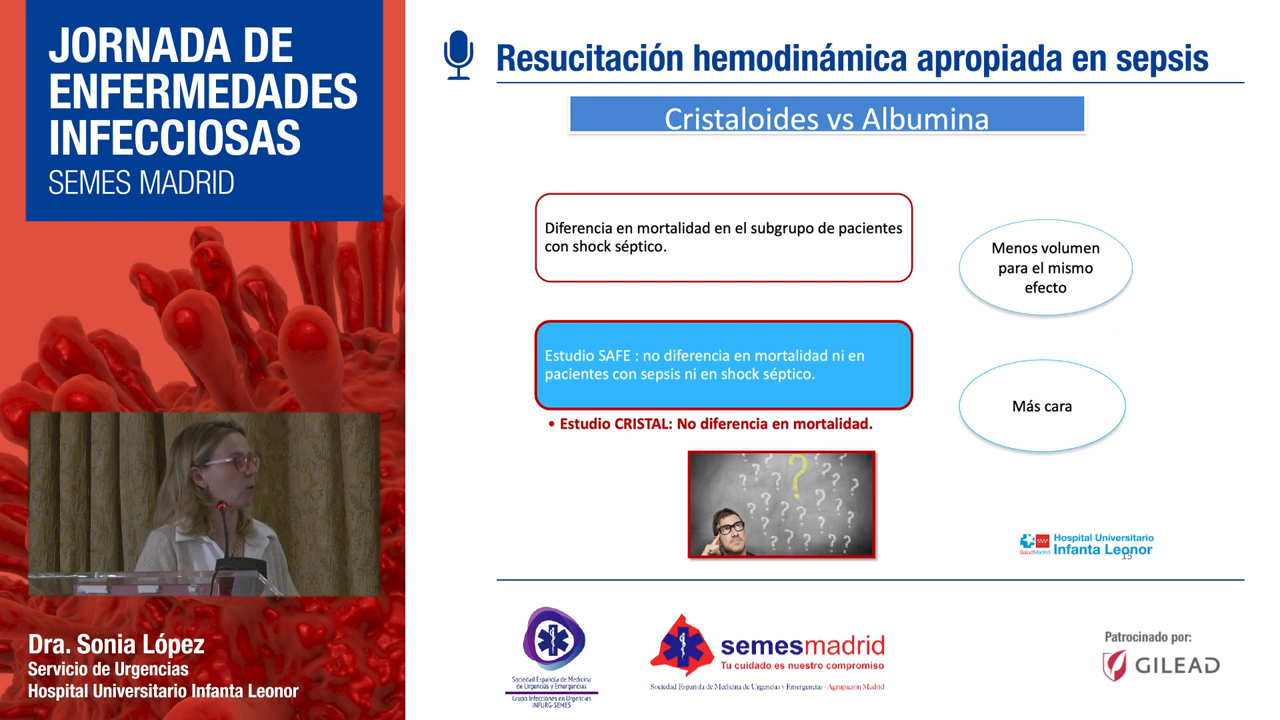 JORNADA DE
ENFERMEDADES
INFECCIOSAS
SEMES MADRID
Resucitación hemodinámica apropiada en sepsis
Cristaloides vs Albumina
Diferencia en mortalidad en el subgrupo de pacientes
con shock séptico.
Menos volumen
para el mismo
efecto
Estudio SAFE : no diferencia en mortalidad ni en
pacientes con sepsis ni en shock séptico.
• Estudio CRISTAL: No diferencia en mortalidad.
Más cara
? ? ? ? ? ?
SaludMadrid
Hospital Universitario
Infanta Leonor
15
Dra. Sonia López
Servicio de Urgencias
Hospital Universitario Infanta Leonor
Sociedad Española de Medicina
de Urgencias y Emergencias
Grupo Infecciones en Urgencias
INFURG-SEMES
semesmadrid
Tu cuidado es nuestro compromiso
Sociedad Española de Medicina de Urgencias y Emergencias - Agrupación Madrid
Patrocinado por:
GILEAD